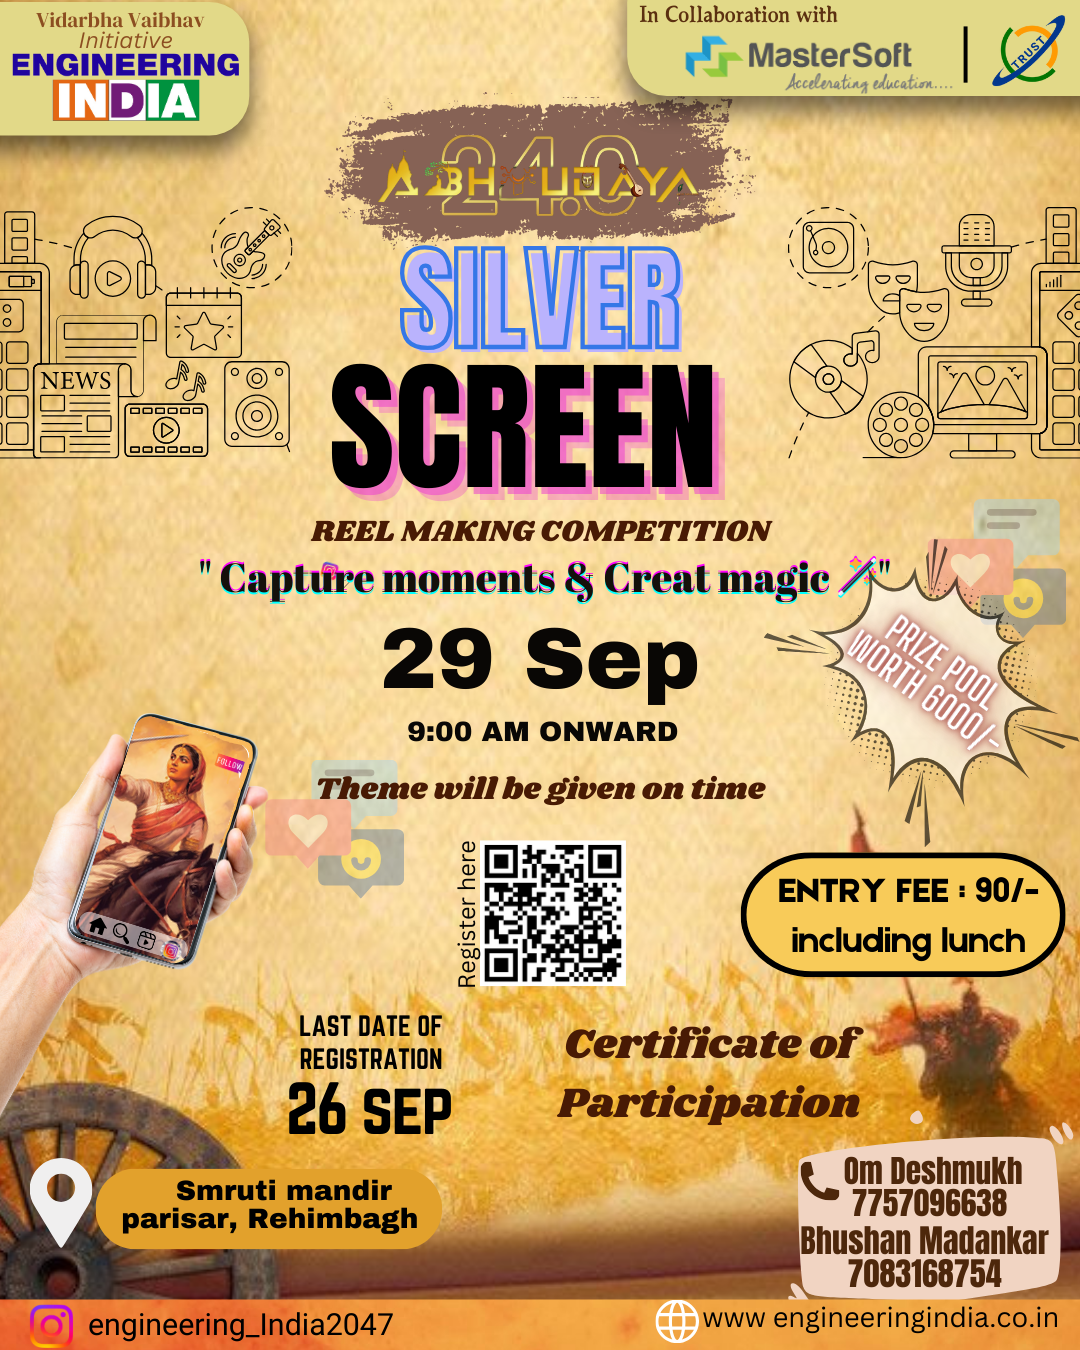 Vidarbha Vaibhav
Initiative
ENGINEERING
INDIA
In Collaboration with
MasterSoft
Accelerating education....
TRUST
24.0
ABHYUDAYA
SILVER
SCREEN
NEWS
REEL MAKING COMPETITION
" Capture moments & Creat magic "
29 Sep
9:00 AM ONWARD
PRIZE POOL
WORTH 6000/-
Theme will be given on time
FOLLOW
Register here
ENTRY FEE : 90/-
including lunch
LAST DATE OF
REGISTRATION
26 SEP
Certificate of
Participation
Smruti mandir
parisar, Rehimbagh
Om Deshmukh
7757096638
Bhushan Madankar
7083168754
engineering_India2047
www engineeringindia.co.in